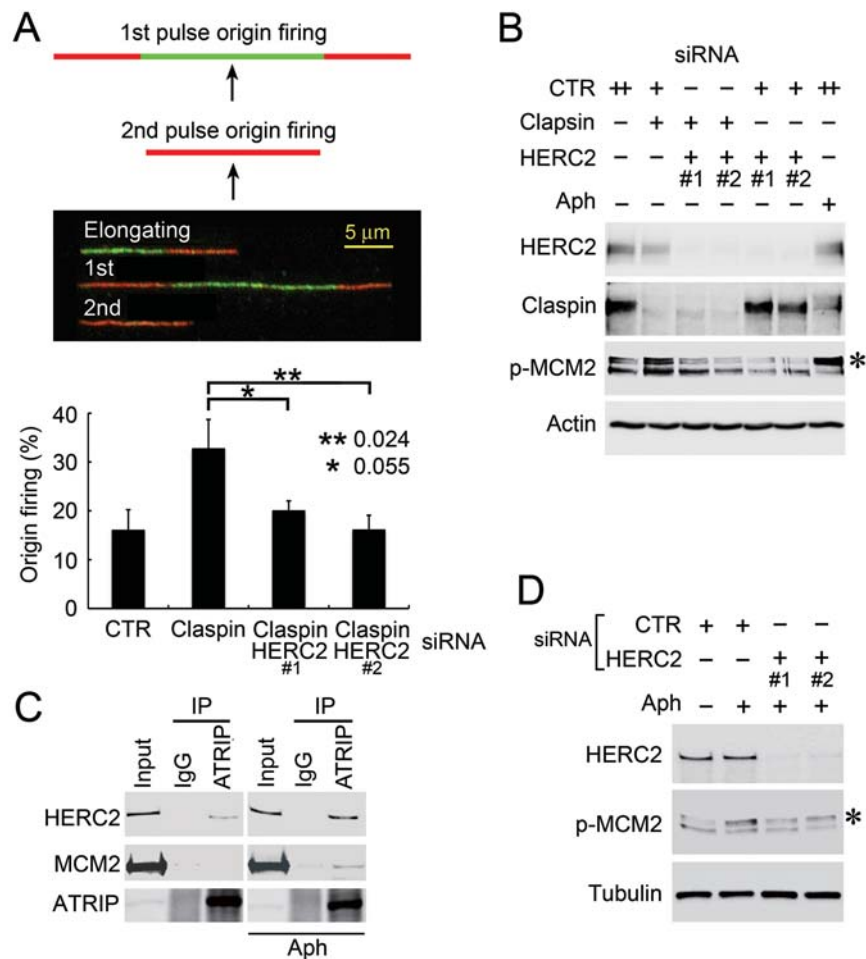 A
1st pulse origin firing
2nd pulse origin firing
Elongating
5 µm
1st
2nd
**
*
** 0.024
* 0.055
Origin firing (%)
40
30
20
10
0
CTR
Claspin
Claspin HERC2 #1
Claspin HERC2 #2
siRNA
B
siRNA
CTR ++ + – – + + ++
Clapsin – + + + – – –
HERC2 – – + + + + –
#1 #2 #1 #2
Aph – – +
HERC2
Claspin
p-MCM2 *
Actin
C
IP IP
Input IgG ATRIP Input IgG ATRIP
HERC2
MCM2
ATRIP
Aph
D
siRNA
CTR + + – –
HERC2 – – + +
#1 #2
Aph – + + +
HERC2
p-MCM2 *
Tubulin